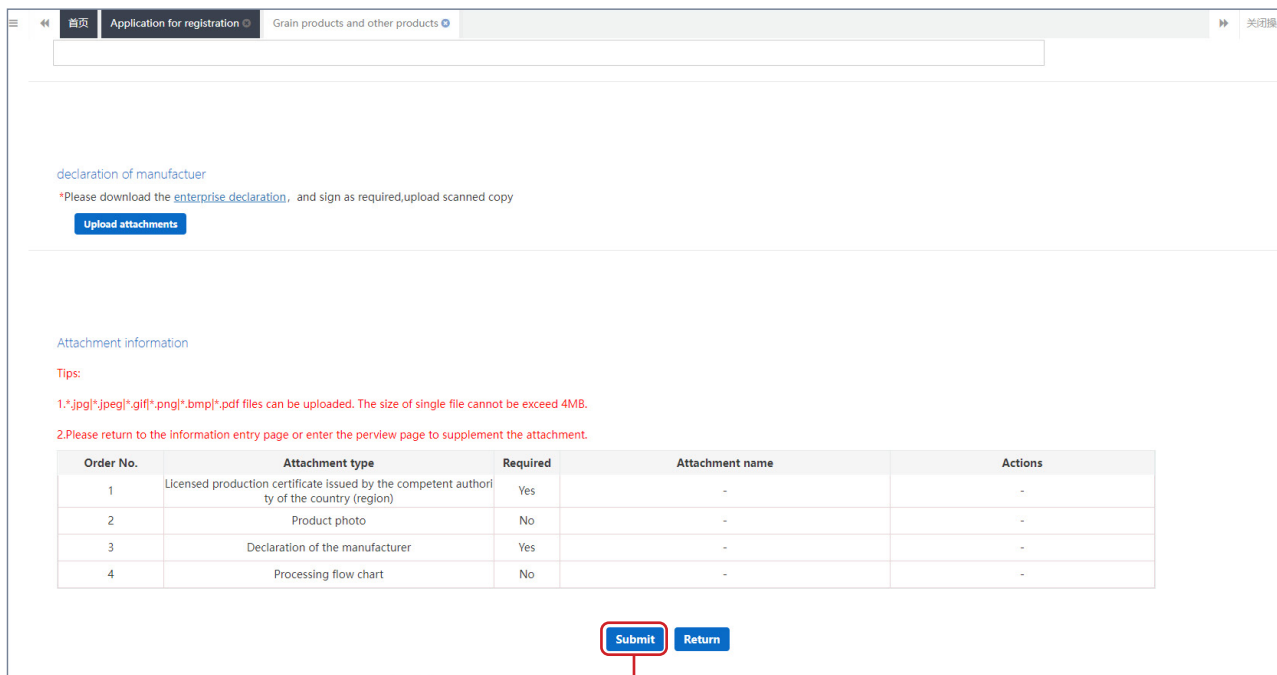 首页 Application for registration Grain products and other products 关闭操
declaration of manufactuer
*Please download the enterprise declaration，and sign as required,upload scanned copy
Upload attachments
Attachment information
Tips:
1.*.jpg|*.jpeg|*.gif|*.png|*.bmp|*.pdf files can be uploaded. The size of single file cannot be exceed 4MB.
2.Please return to the information entry page or enter the perview page to supplement the attachment.
Order No. Attachment type Required Attachment name Actions
1 Licensed production certificate issued by the competent authori
ty of the country (region) Yes - -
2 Product photo No - -
3 Declaration of the manufacturer Yes - -
4 Processing flow chart No - -
Submit Return